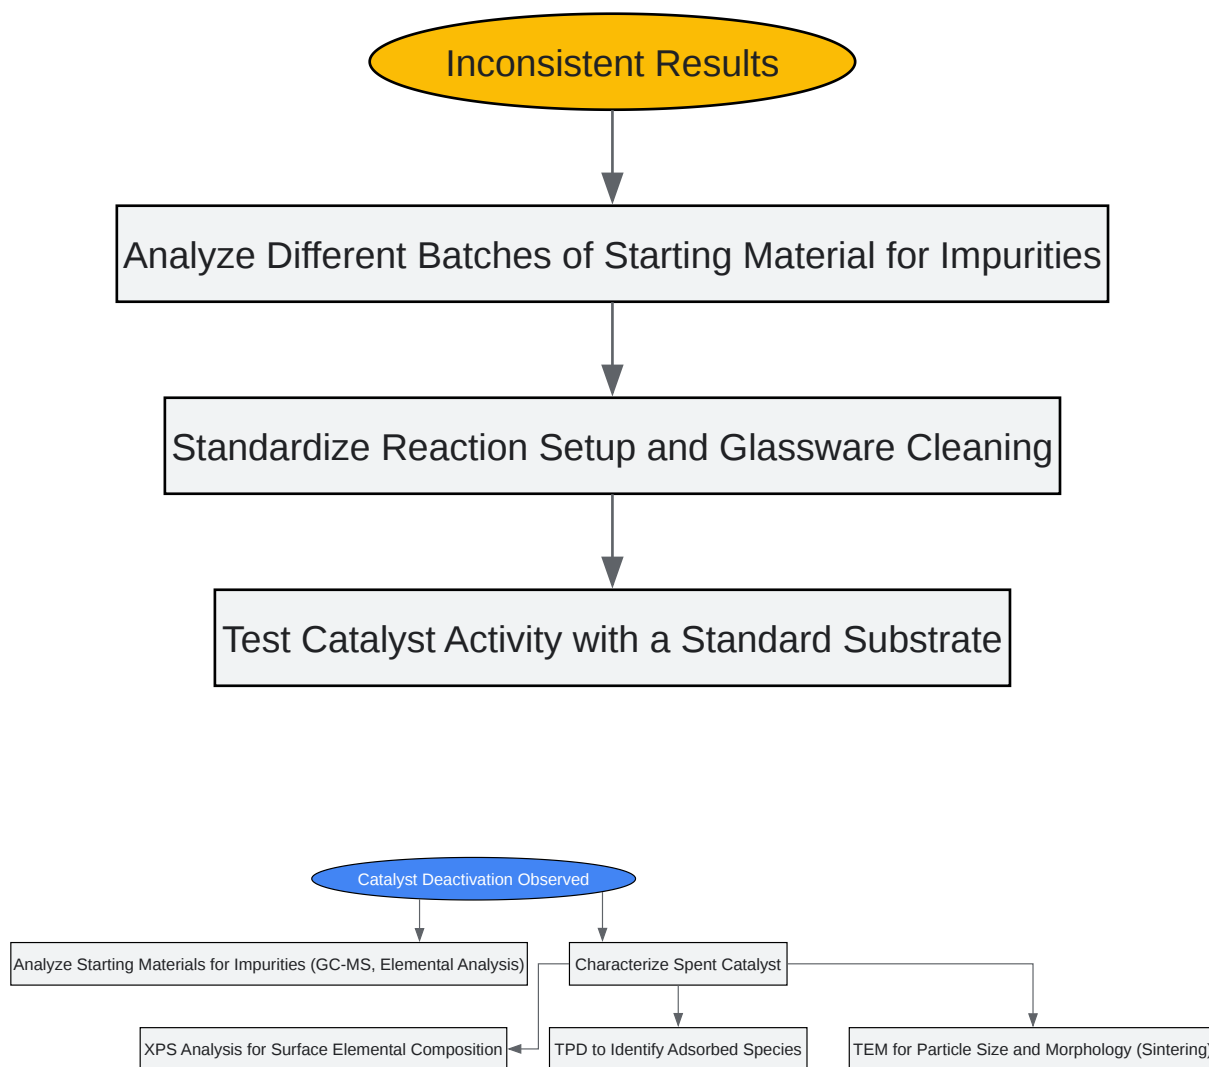 Inconsistent Results
Analyze Different Batches of Starting Material for Impurities
Standardize Reaction Setup and Glassware Cleaning
Test Catalyst Activity with a Standard Substrate
Catalyst Deactivation Observed
Analyze Starting Materials for Impurities (GC-MS, Elemental Analysis)
Characterize Spent Catalyst
XPS Analysis for Surface Elemental Composition
TPD to Identify Adsorbed Species
TEM for Particle Size and Morphology (Sintering)